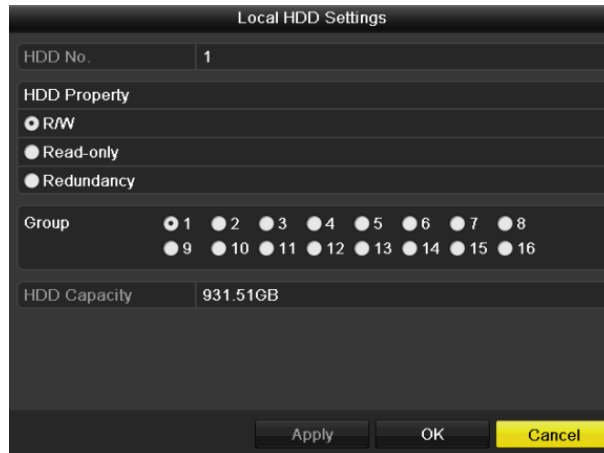 Local HDD Settings
HDD No. 1
HDD Property
R/W
Read-only
Redundancy
Group 1 2 3 4 5 6 7 8
9 10 11 12 13 14 15 16
HDD Capacity 931.51GB
Apply OK Cancel